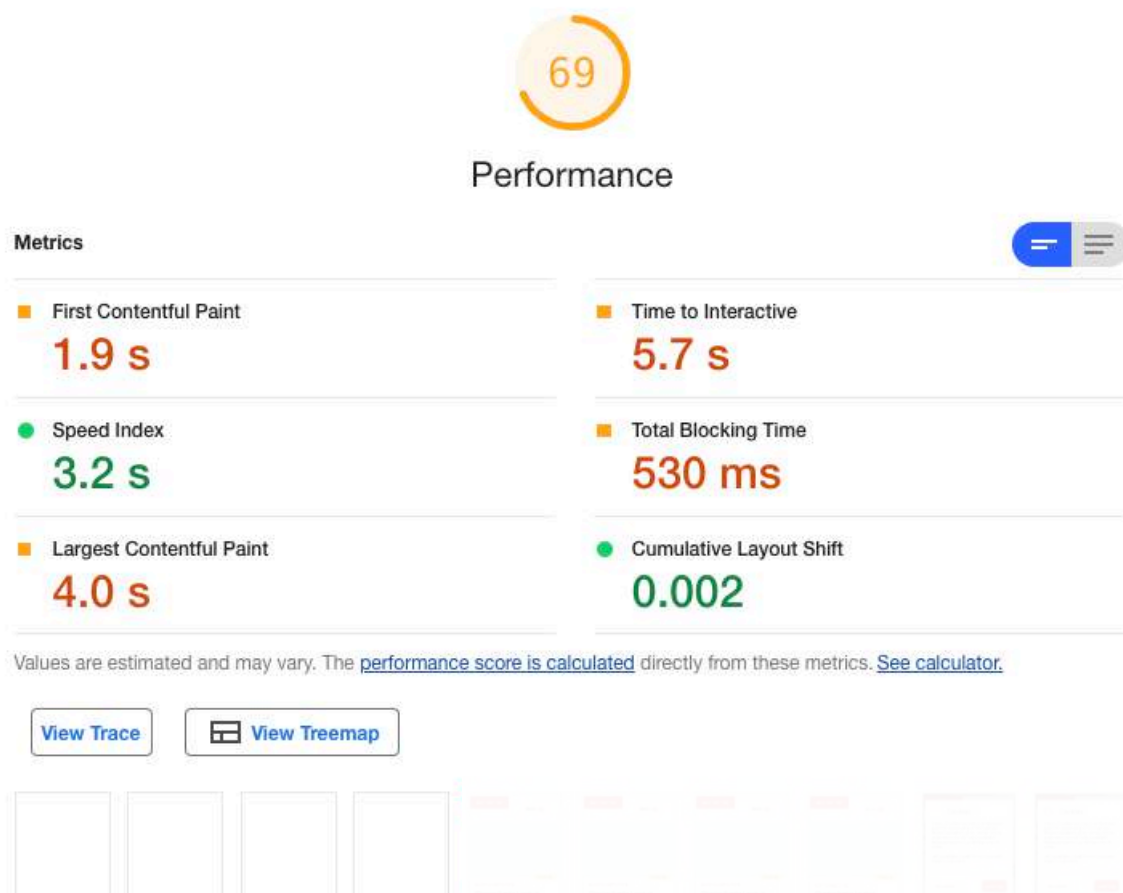 69
Performance
Metrics
First Contentful Paint
1.9 s
Time to Interactive
5.7 s
Speed Index
3.2 s
Total Blocking Time
530 ms
Largest Contentful Paint
4.0 s
Cumulative Layout Shift
0.002
Values are estimated and may vary. The performance score is calculated directly from these metrics. See calculator.
View Trace
View Treemap